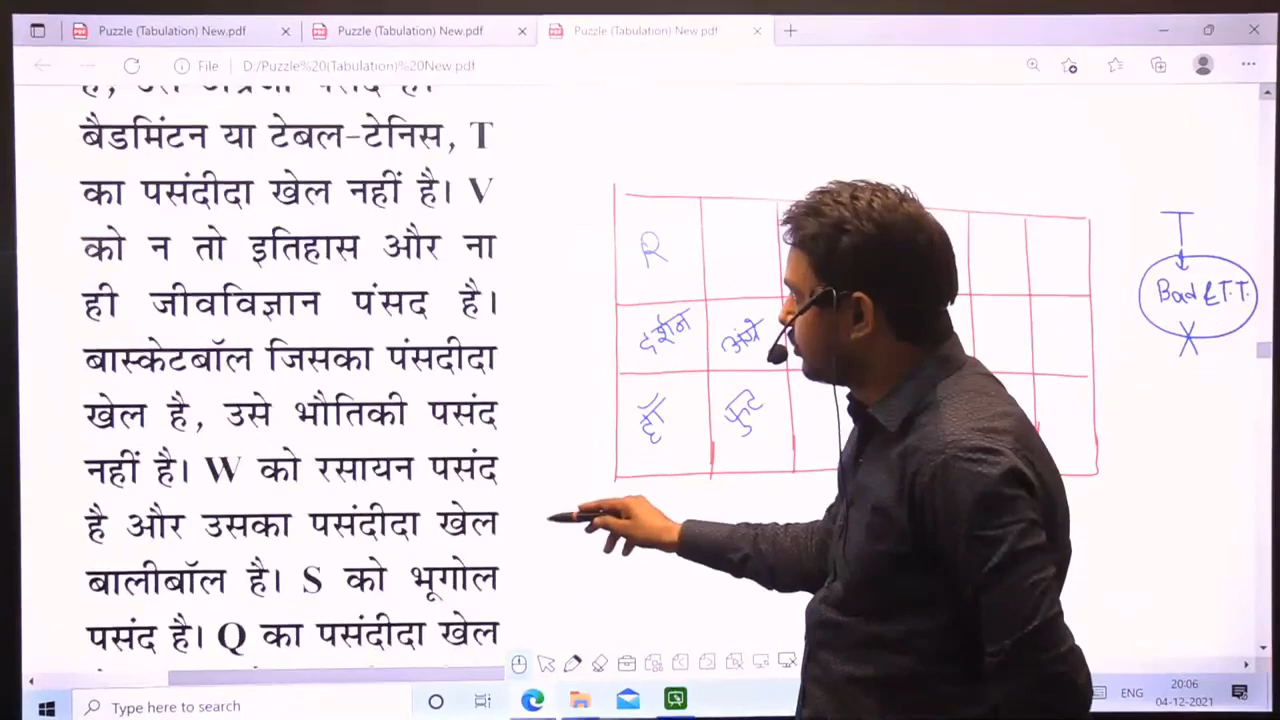 Puzzle (Tabulation) New.pdf
Puzzle (Tabulation) New.pdf
Puzzle (Tabulation) New.pdf
File
D:/Puzzle%20(Tabulation)%20New.pdf
बैडमिंटन या टेबल-टेनिस, T
का पसंदीदा खेल नहीं है। V
को न तो इतिहास और ना
ही जीवविज्ञान पंसद है।
बास्केटबॉल जिसका पंसदीदा
खेल है, उसे भौतिकी पसंद
नहीं है। W को रसायन पसंद
है और उसका पसंदीदा खेल
बालीबॉल है। S को भूगोल
पसंद है। Q का पसंदीदा खेल
R
दर्शन अंग्रे
हॉ फुट
T
Bad & T.T.
Type here to search
ENG
20:06
04-12-2021